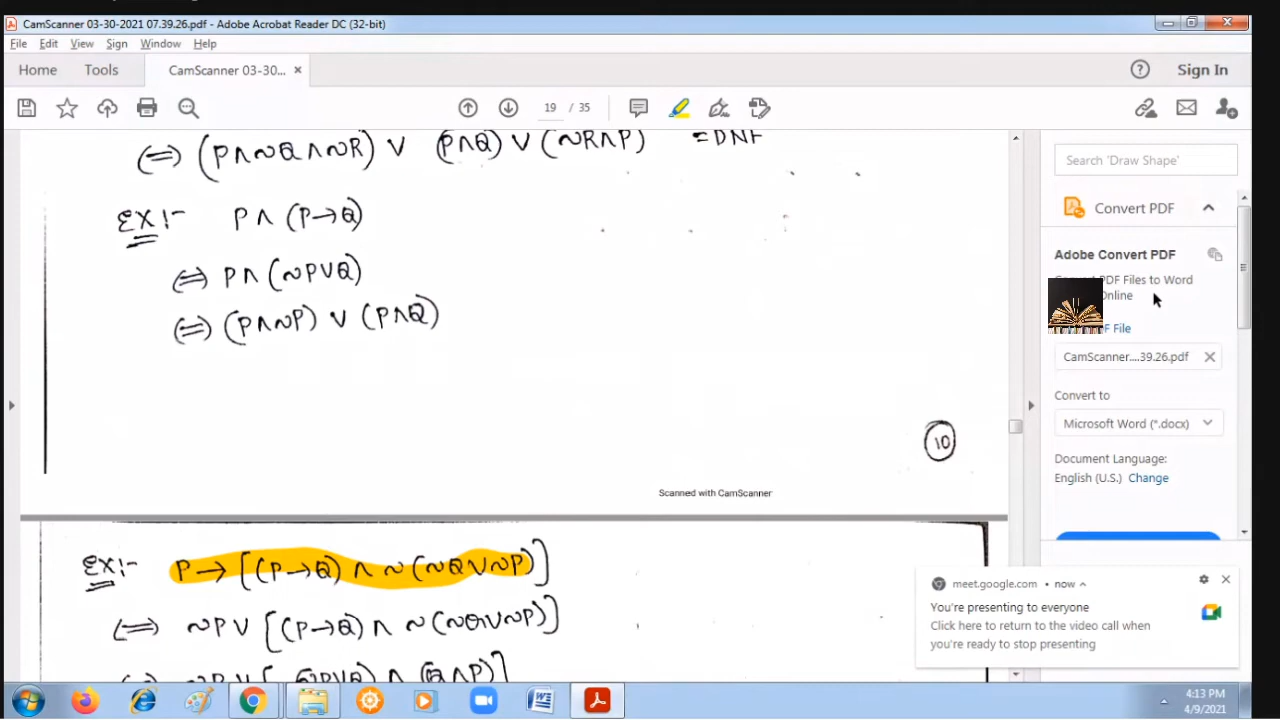 CamScanner 03-30-2021 07.39.26.pdf - Adobe Acrobat Reader DC (32-bit)
File Edit View Sign Window Help
Home Tools CamScanner 03-30... × Sign In
19 / 35
⇔ (P∧~Q∧~R) ∨ (P∧Q) ∨ (~R∧P) = DNF
Ex:- P∧(P→Q)
⇔ P∧(~P∨Q)
⇔ (P∧~P) ∨ (P∧Q)
10
Scanned with CamScanner
Ex:- P→[(P→Q) ∧ ~(~Q∨~P)]
⇔ ~P∨[(P→Q) ∧ ~(~Q∨~P)]
Search 'Draw Shape'
Convert PDF
Adobe Convert PDF
PDF Files to Word
Online
File
CamScanner....39.26.pdf
Convert to
Microsoft Word (*.docx)
Document Language:
English (U.S.) Change
meet.google.com • now
You're presenting to everyone
Click here to return to the video call when
you're ready to stop presenting
4:13 PM
4/9/2021